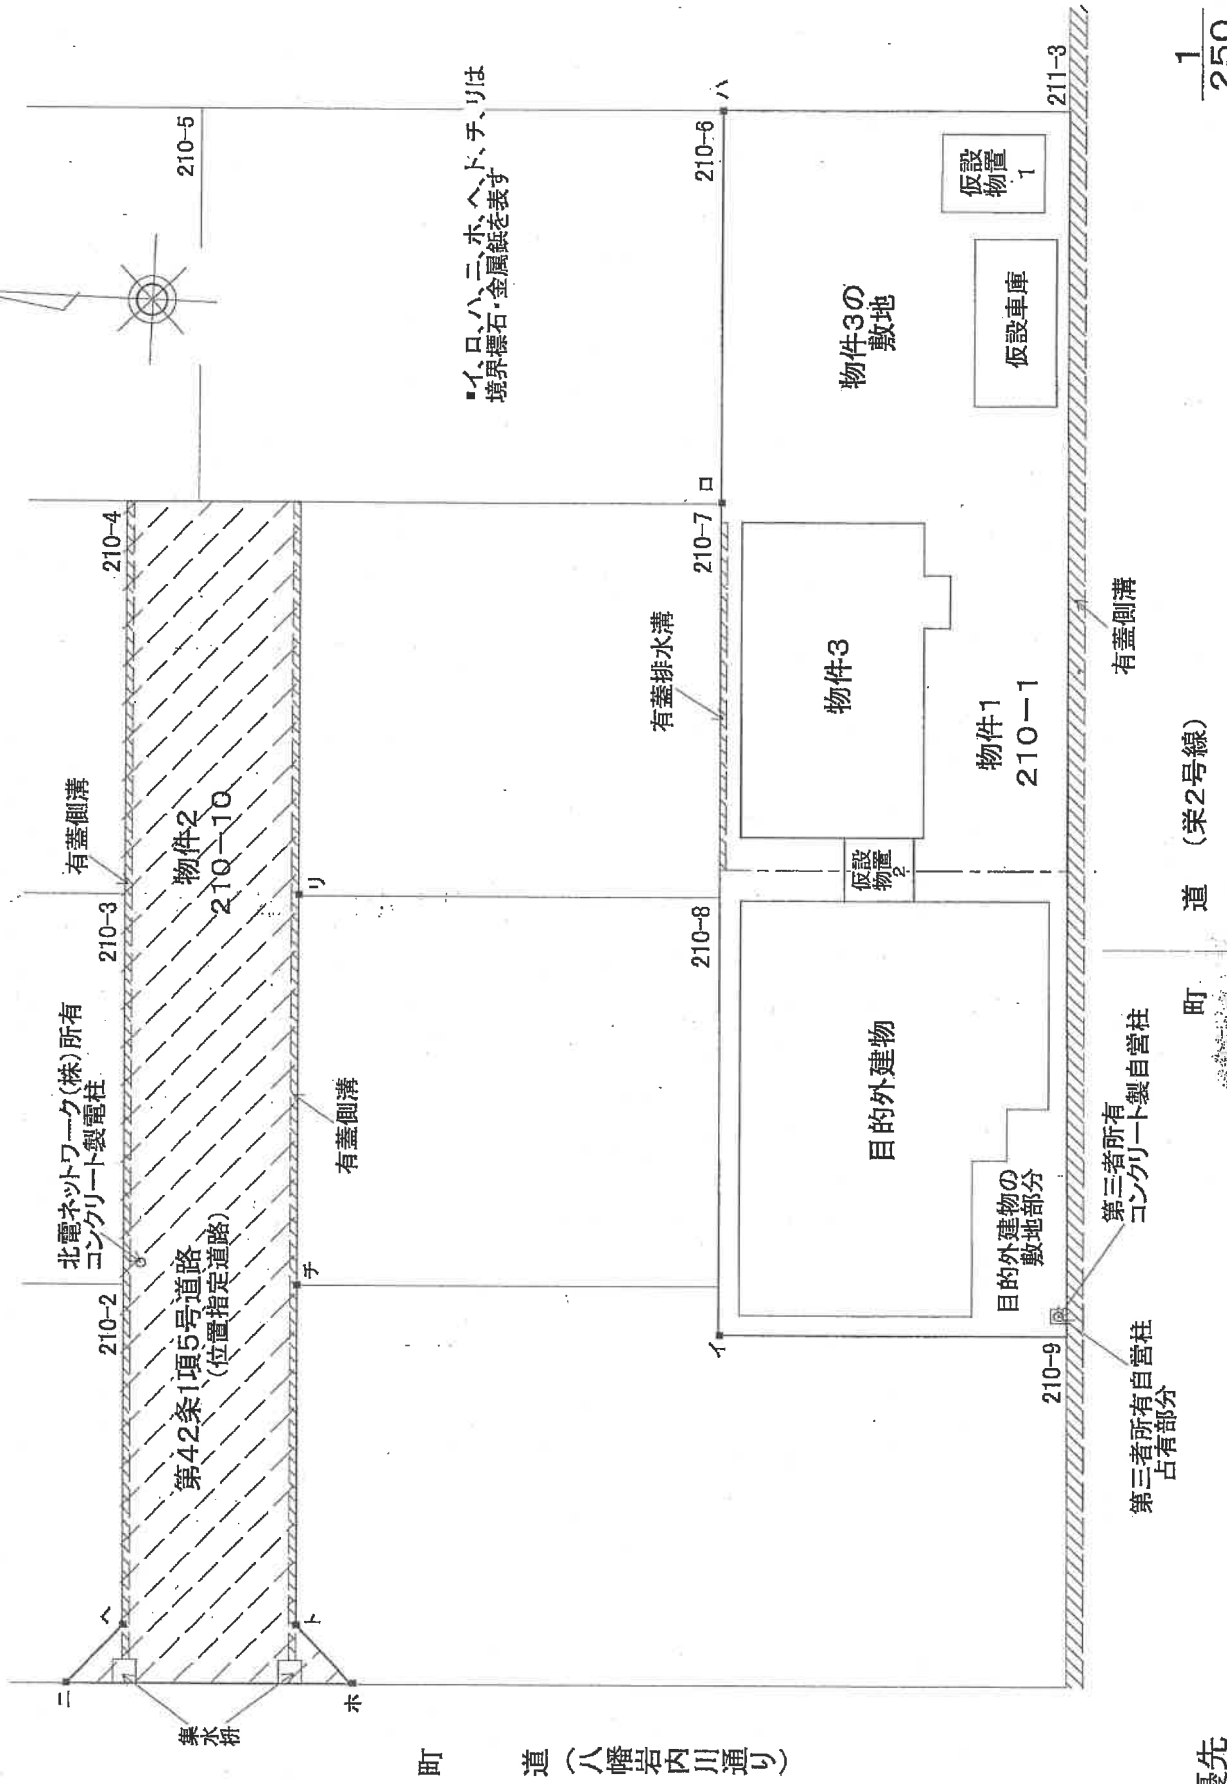 210-5
■イ、ロ、ハ、ニ、ホ、ヘ、ト、チ、リは
境界標石・金属鋲を表す
210-4
有蓋側溝
210-3
物件2
210-10
北電ネットワーク(株)所有
コンクリート製電柱
210-2
第42条1項5号道路
(位置指定道路)
有蓋側溝
ニ
ヘ
ト
ホ
チ
リ
集水枡
町 道 (八幡岩内川通り)
210-6
ハ
ロ
210-7
有蓋排水溝
210-8
イ
210-9
物件3の
敷地
仮設
物置
1
仮設車庫
211-3
物件3
物件1
210-1
仮設
物置
2
目的外建物
目的外建物の
敷地部分
有蓋側溝
町 道 (栄2号線)
第三者所有
コンクリート製自営柱
第三者所有自営柱
占有部分
1
250
優先